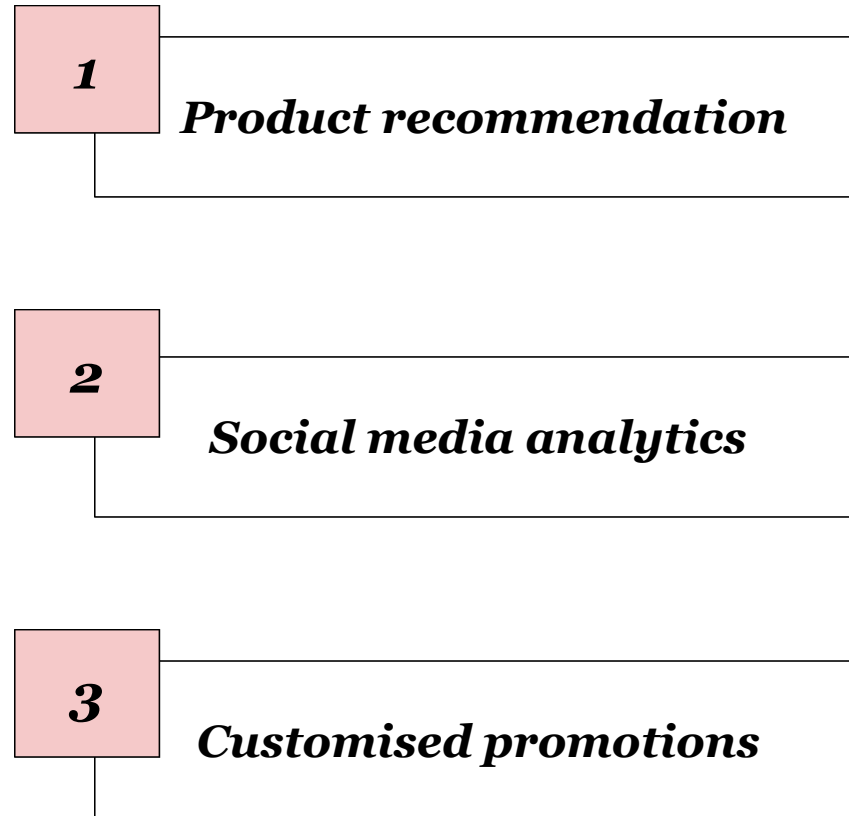 1
Product recommendation
2
Social media analytics
3
Customised promotions